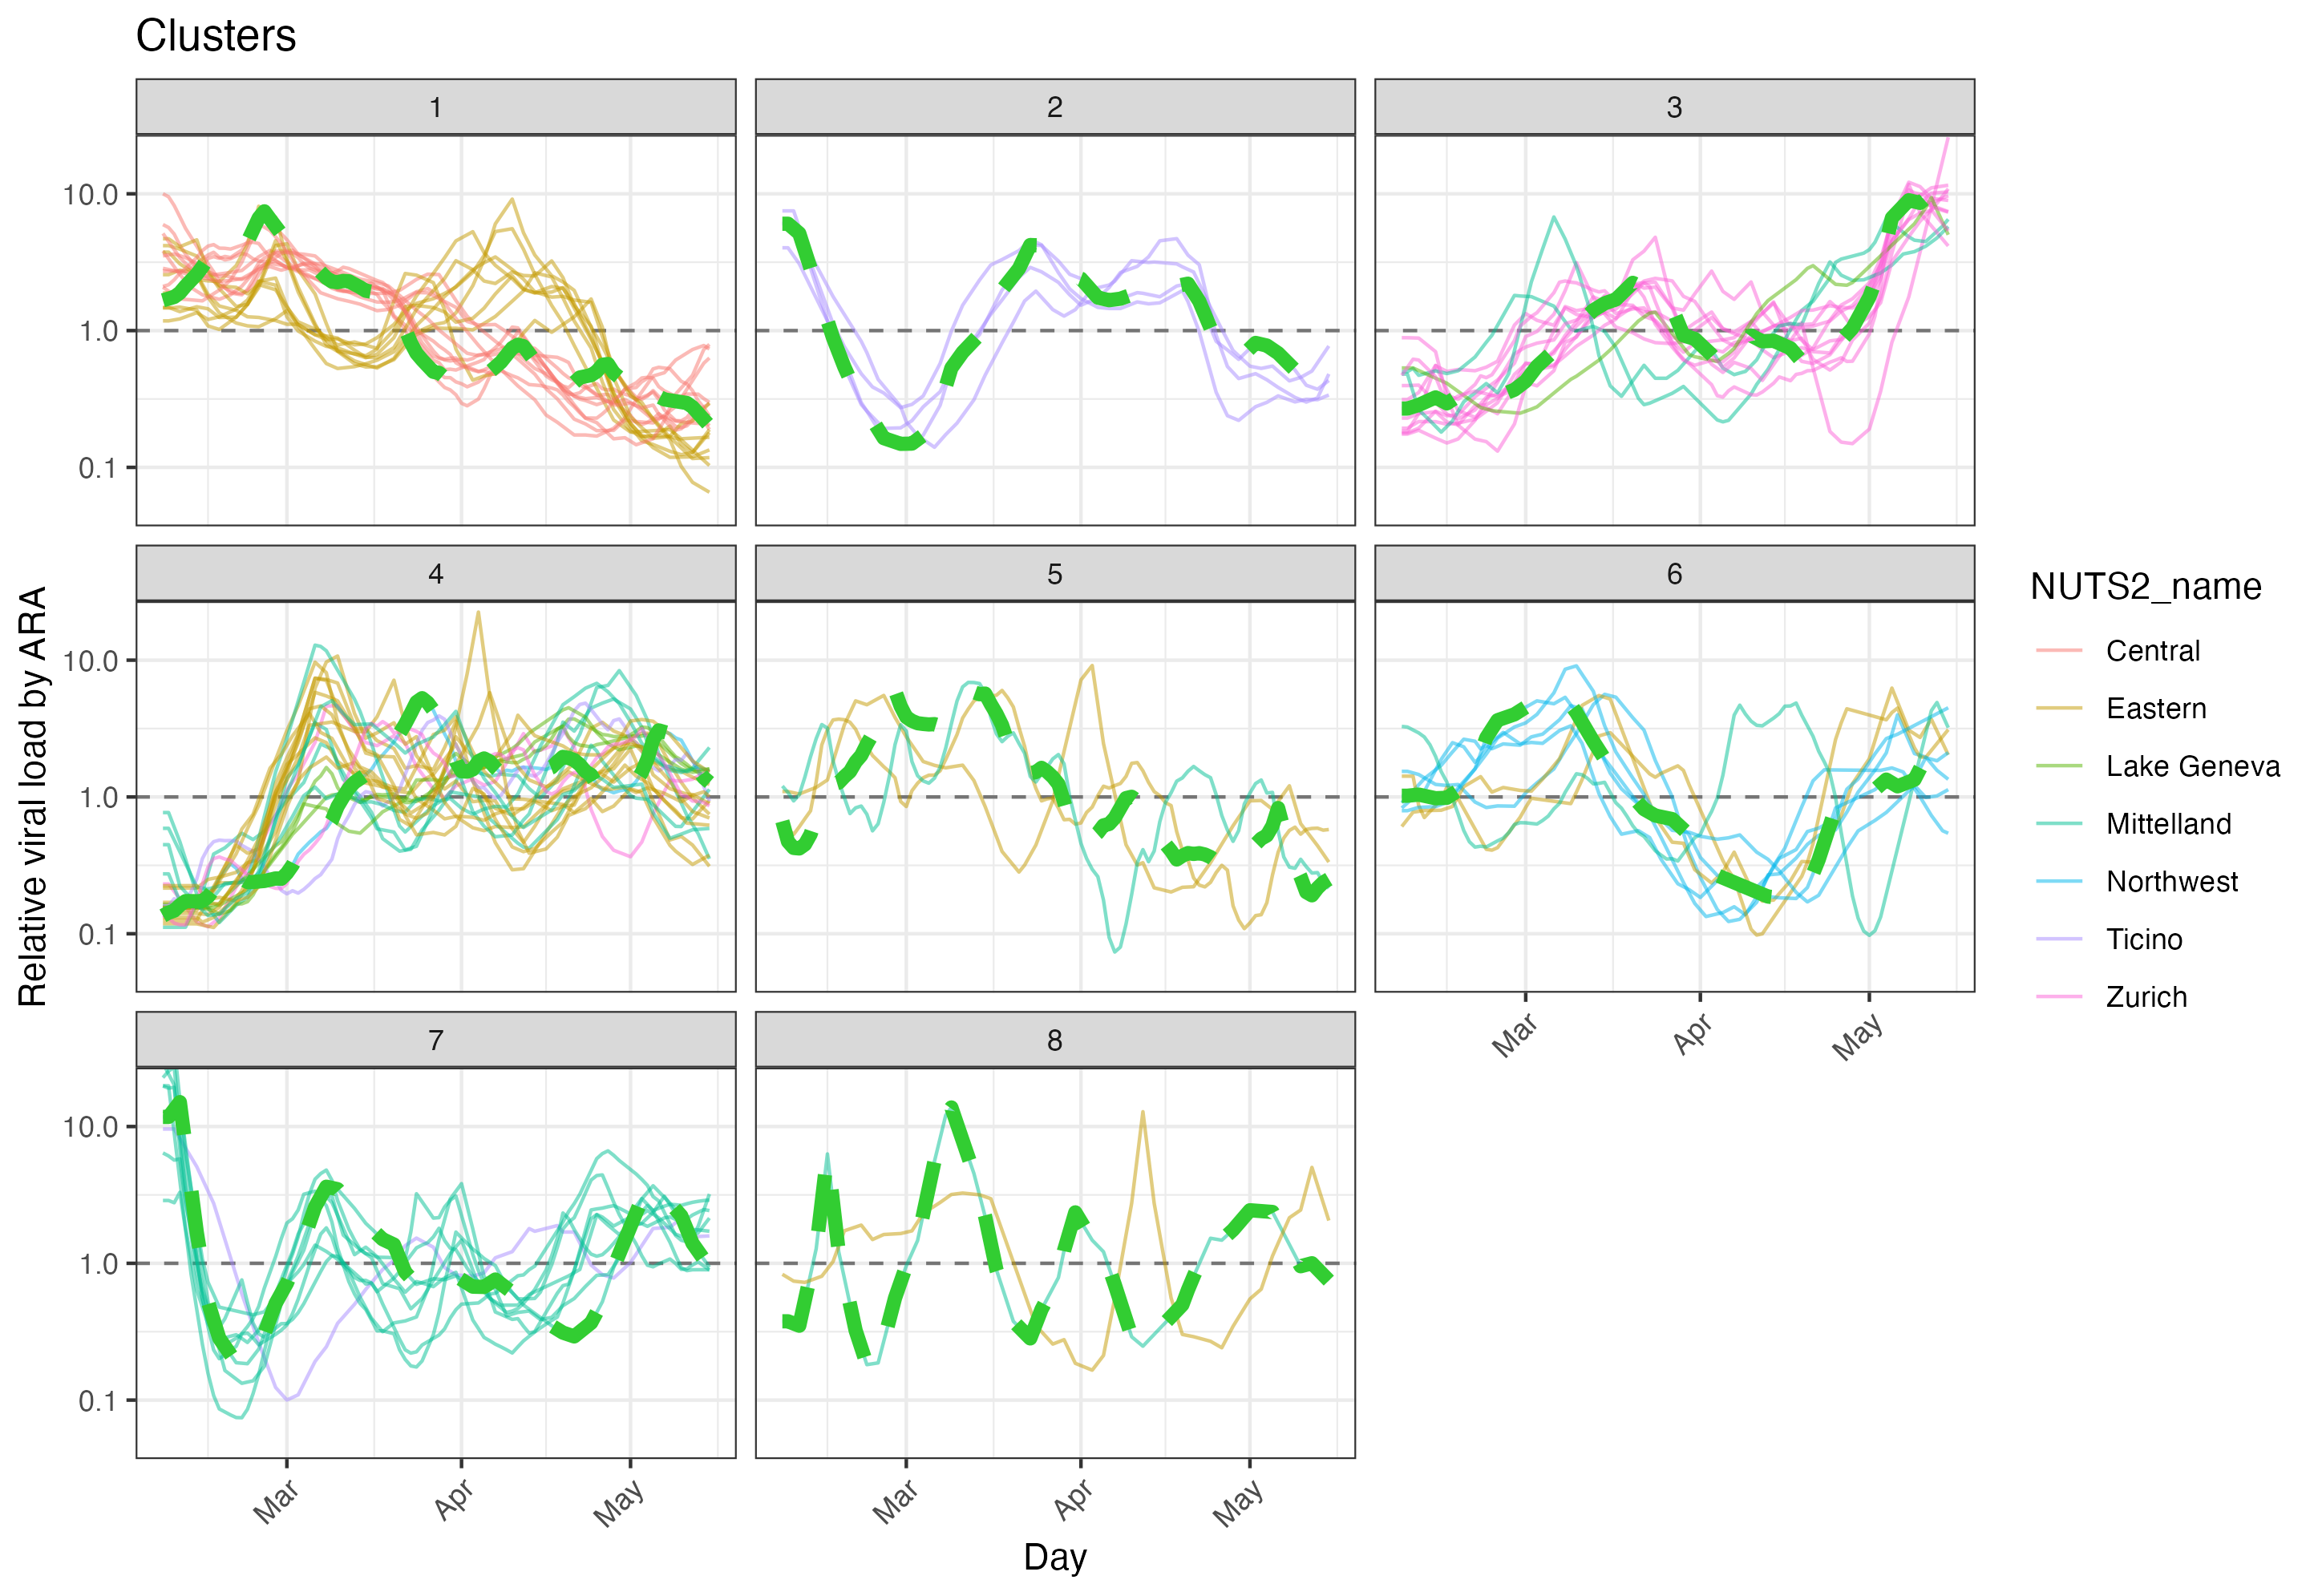 Clusters
1
2
3
10.0
1.0
0.1
4
5
6
10.0
1.0
0.1
Mar
Apr
May
7
8
10.0
1.0
0.1
Mar
Apr
May
Mar
Apr
May
Day
Relative viral load by ARA
NUTS2_name
Central
Eastern
Lake Geneva
Mittelland
Northwest
Ticino
Zurich